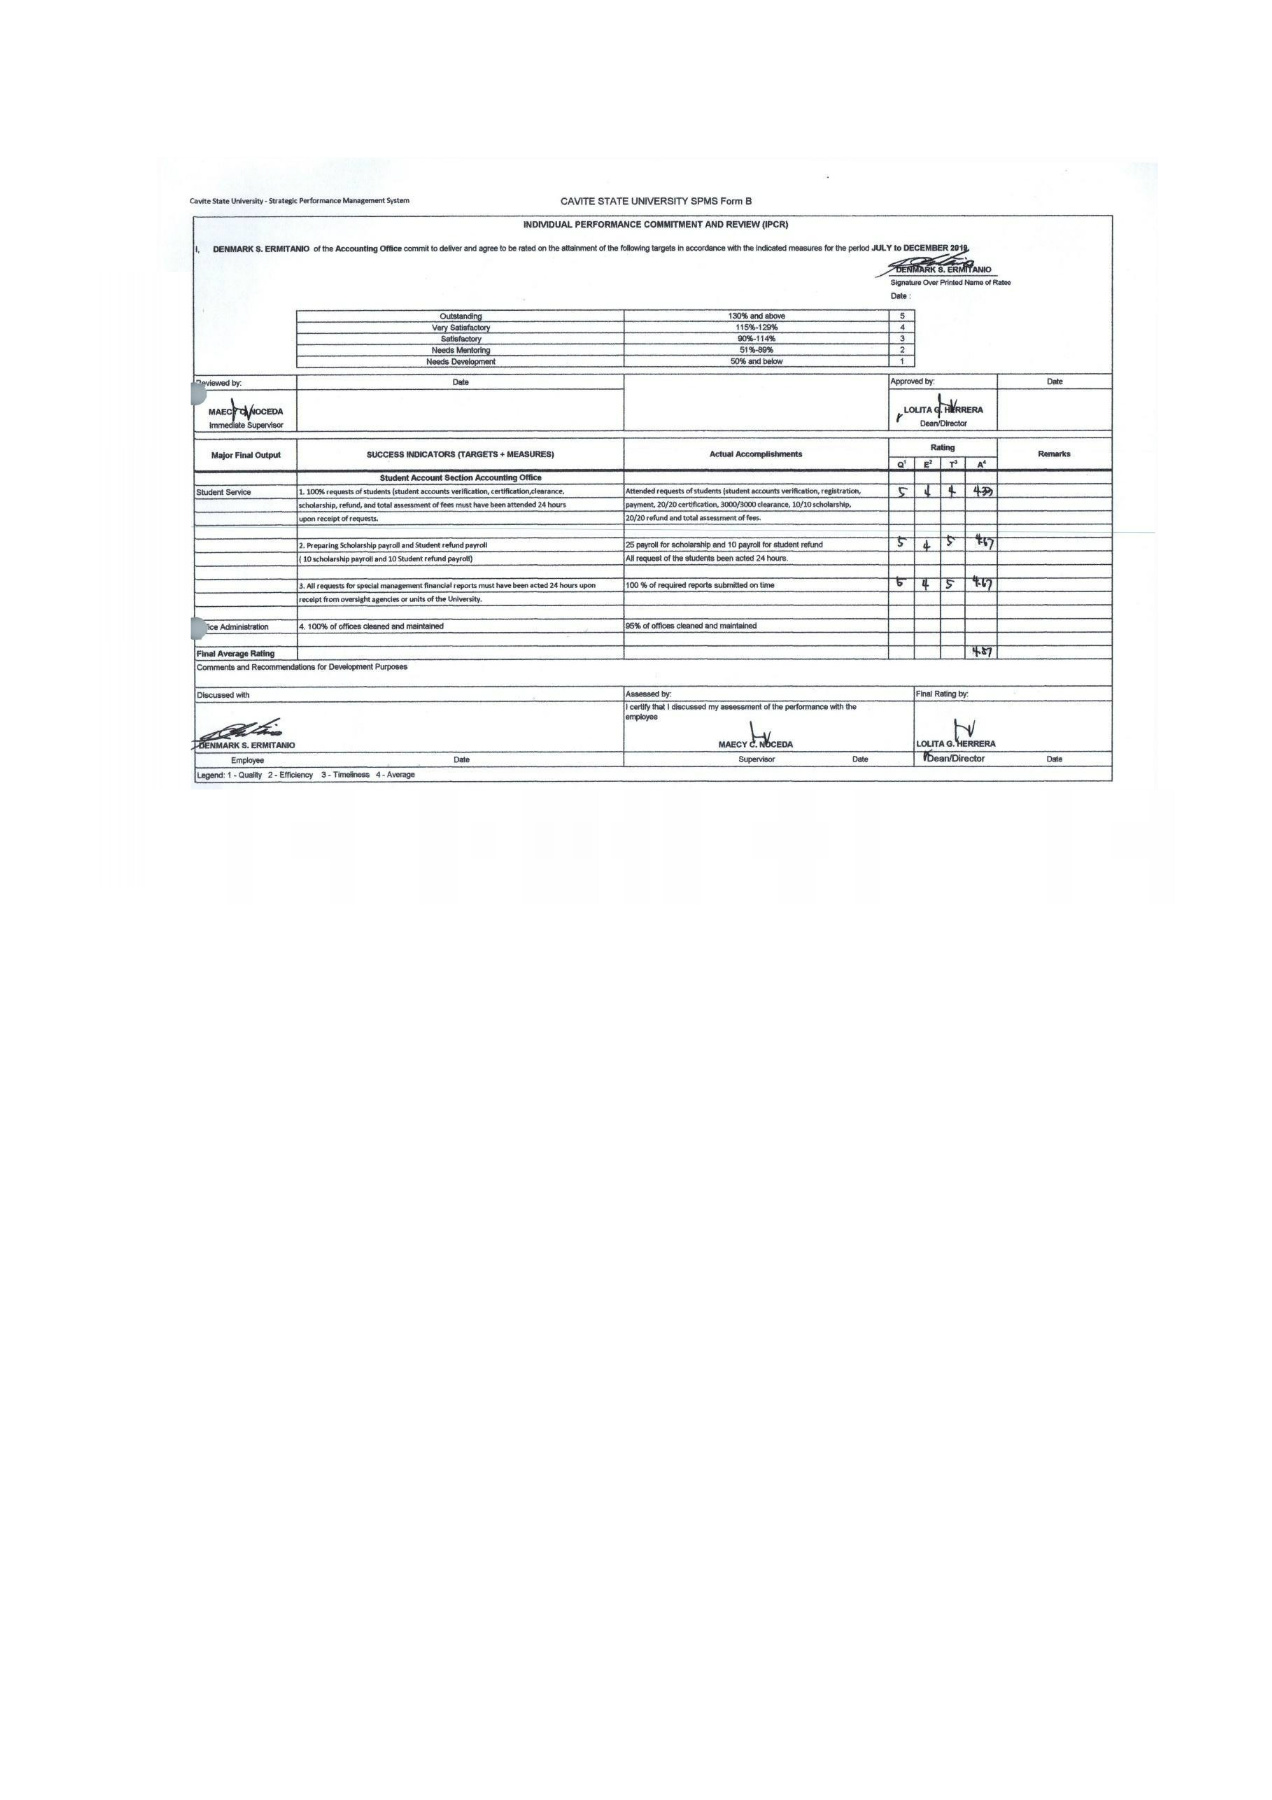 Cavite State University - Strategic Performance Management System
CAVITE STATE UNIVERSITY SPMS Form B
INDIVIDUAL PERFORMANCE COMMITMENT AND REVIEW (IPCR)
I, DENMARK S. ERMITANIO of the Accounting Office commit to deliver and agree to be rated on the attainment of the following targets in accordance with the indicated measures for the period JULY to DECEMBER
DENMARK S. ERMITANIO
Signature Over Printed Name of Ratee
Date :
Outstanding 130% and above 5
Very Satisfactory 115%-129% 4
Satisfactory 90%-114% 3
Needs Mentoring 51%-89% 2
Needs Development 50% and below 1
Reviewed by: Date Approved by: Date
MAECY C. NOCEDA LOLITA G. HERRERA
Immediate Supervisor Dean/Director
Major Final Output SUCCESS INDICATORS (TARGETS + MEASURES) Actual Accomplishments Rating Remarks
Q¹ E² T³ A⁴
Student Account Section Accounting Office
Student Service 1. 100% requests of students (student accounts verification, certification,clearance, Attended requests of students (student accounts verification, registration, 5 4 4 4.33
scholarship, refund, and total assessment of fees must have been attended 24 hours payment, 20/20 certification, 3000/3000 clearance, 10/10 scholarship,
upon receipt of requests. 20/20 refund and total assessment of fees.
2. Preparing Scholarship payroll and Student refund payroll 25 payroll for scholarship and 10 payroll for student refund 5 4 5 4.67
( 10 scholarship payroll and 10 Student refund payroll) All request of the students been acted 24 hours.
3. All requests for special management financial reports must have been acted 24 hours upon 100 % of required reports submitted on time 5 4 5 4.67
receipt from oversight agencies or units of the University.
ice Administration 4. 100% of offices cleaned and maintained 95% of offices cleaned and maintained
Final Average Rating
Comments and Recommendations for Development Purposes
Discussed with Assessed by: Final Rating by:
I certify that I discussed my assessment of the performance with the
employee
DENMARK S. ERMITANIO MAECY C. NOCEDA LOLITA G. HERRERA
Employee Date Supervisor Date Dean/Director Date
Legend: 1 - Quality 2 - Efficiency 3 - Timeliness 4 - Average